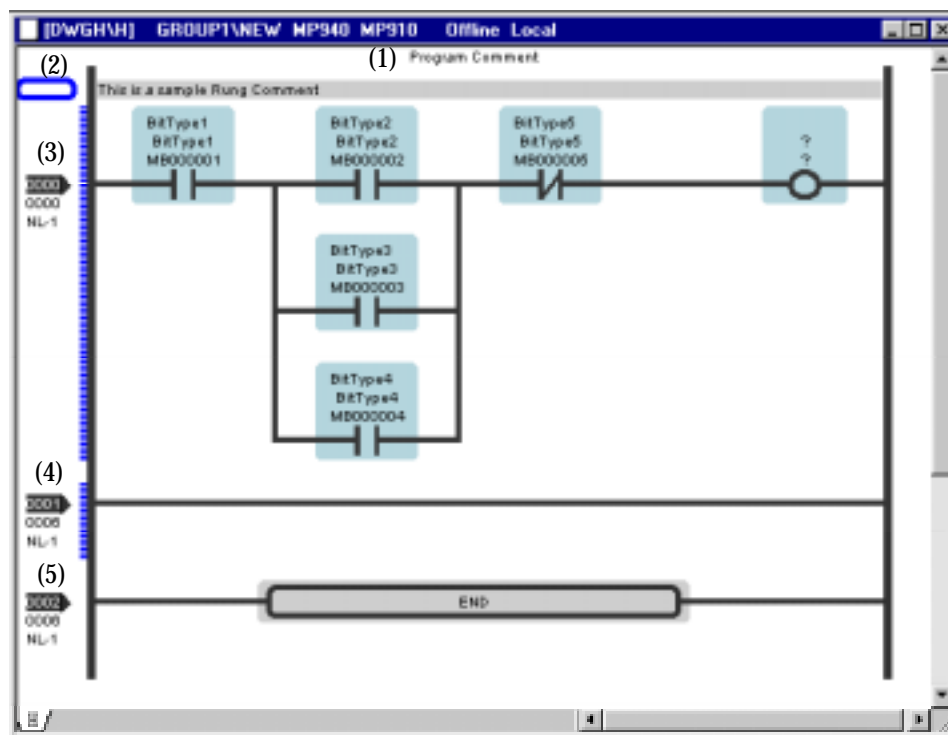 [DWGH\H] GROUP1\NEW MP940 MP910 Offline Local
(1) Program Comment
(2)
This is a sample Rung Comment
BitType1
BitType1
MB000001
BitType2
BitType2
MB000002
BitType5
BitType5
MB000005
?
?
(3)
0000
0000
NL-1
BitType3
BitType3
MB000003
BitType4
BitType4
MB000004
(4)
0001
0006
NL-1
(5)
0002
0008
NL-1
END